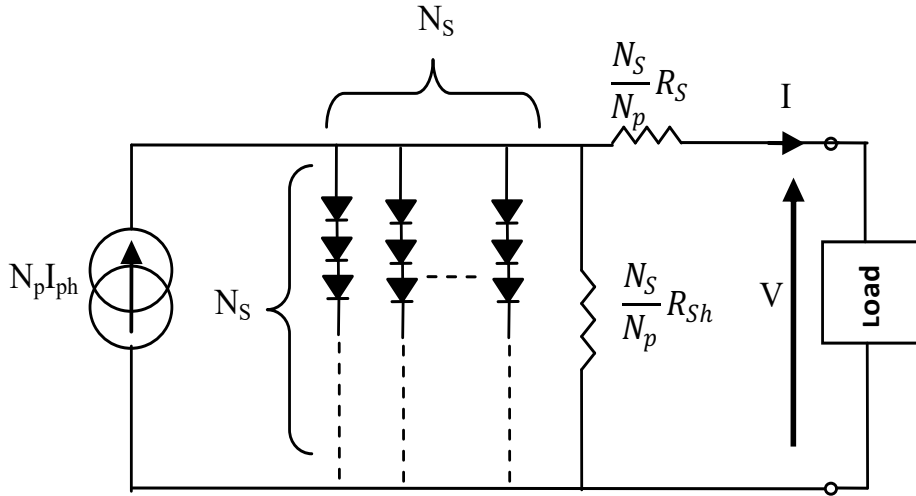 N_S
N_S/N_p R_S
I
N_pI_ph
N_S
N_S/N_p R_Sh
V
Load